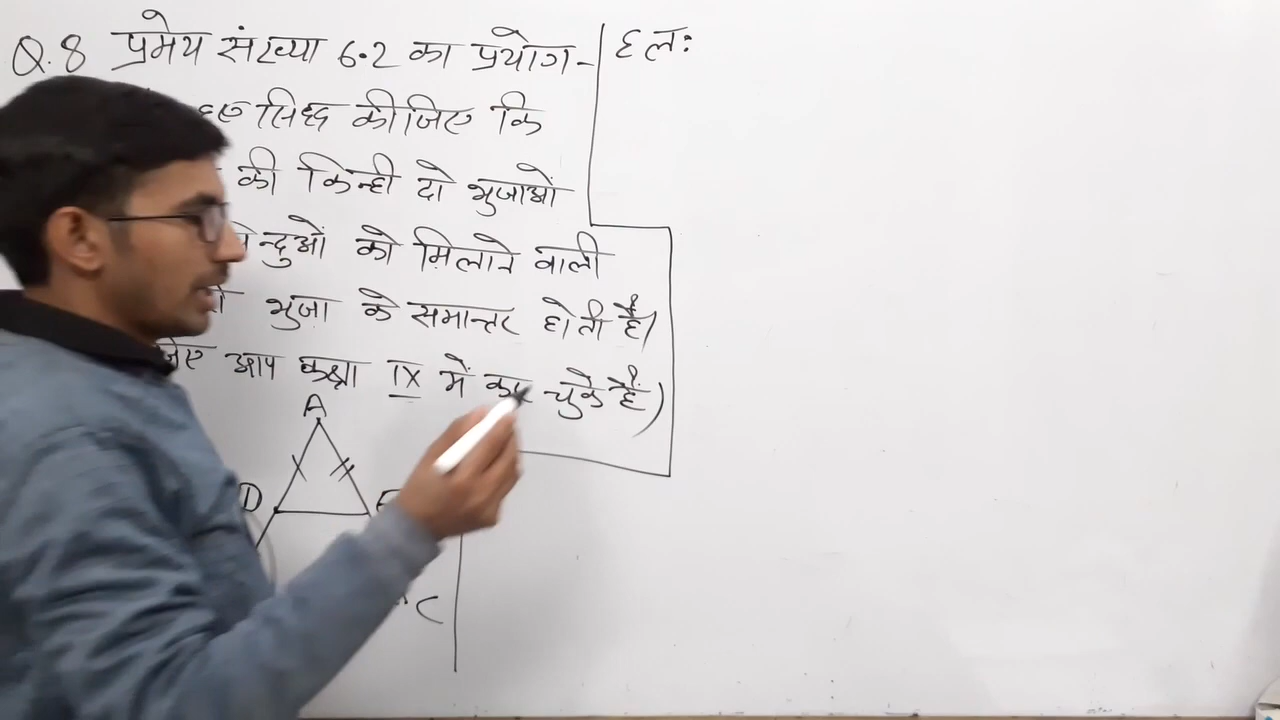 Q.8 प्रमेय संख्या 6.2 का प्रयोग-
सिद्ध कीजिए कि
की किन्ही दो भुजाओं
को मिलाने वाली
भुजा के समान्तर होती है।
आप कक्षा IX में कर चुके हैं)
A
D
E
C
हल: